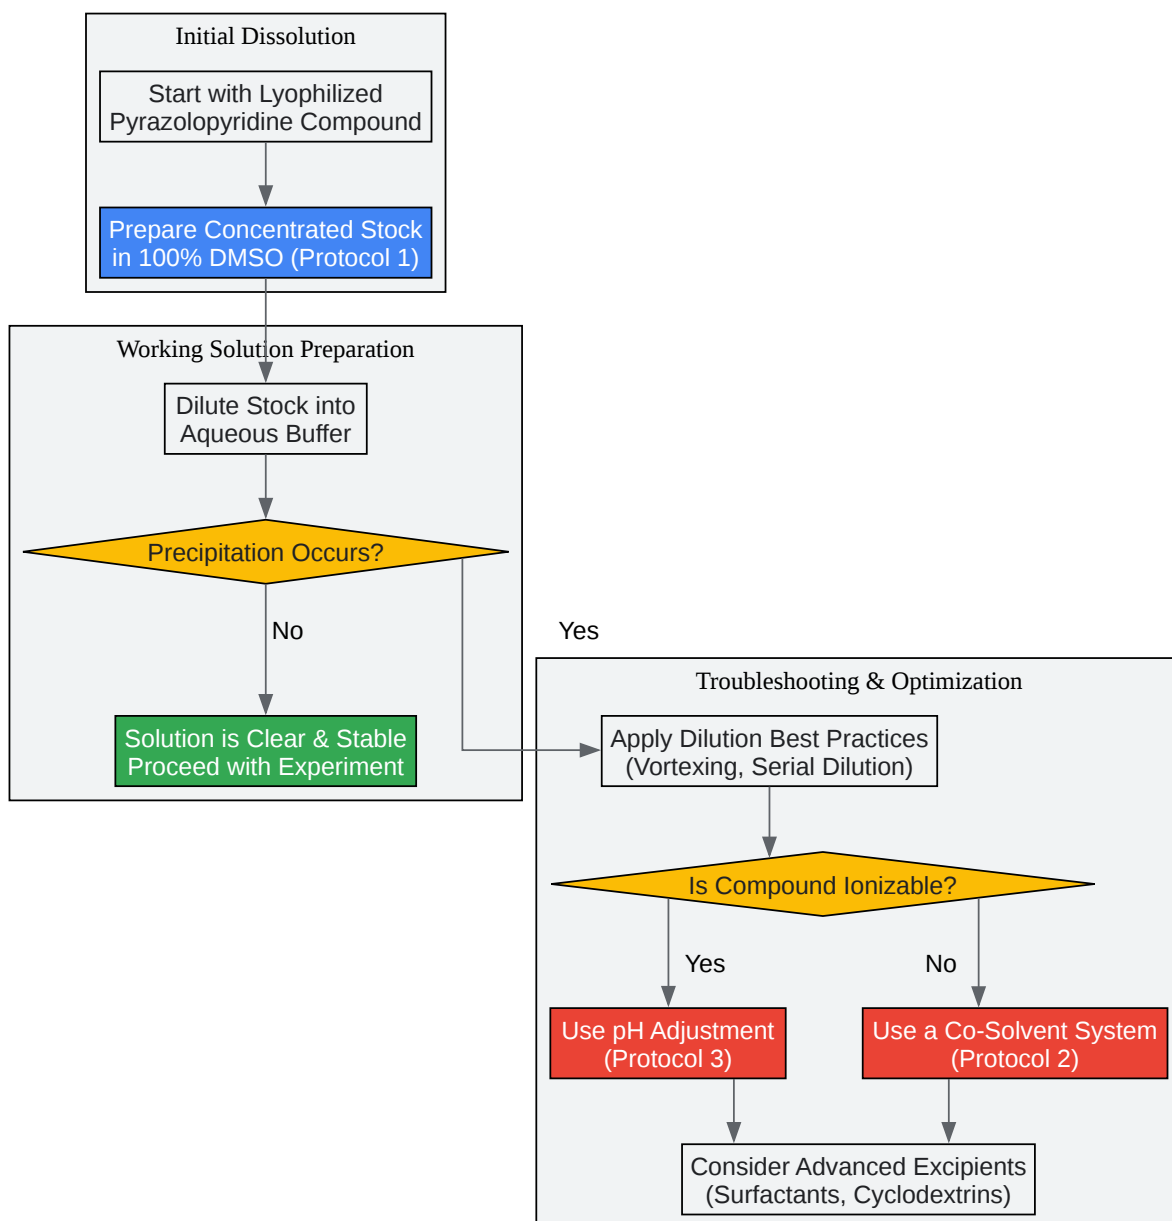 Initial Dissolution
Start with Lyophilized
Pyrazolopyridine Compound
Prepare Concentrated Stock
in 100% DMSO (Protocol 1)
Working Solution Preparation
Dilute Stock into
Aqueous Buffer
Precipitation Occurs?
No
Yes
Solution is Clear & Stable
Proceed with Experiment
Troubleshooting & Optimization
Apply Dilution Best Practices
(Vortexing, Serial Dilution)
Is Compound Ionizable?
Yes
No
Use pH Adjustment
(Protocol 3)
Use a Co-Solvent System
(Protocol 2)
Consider Advanced Excipients
(Surfactants, Cyclodextrins)